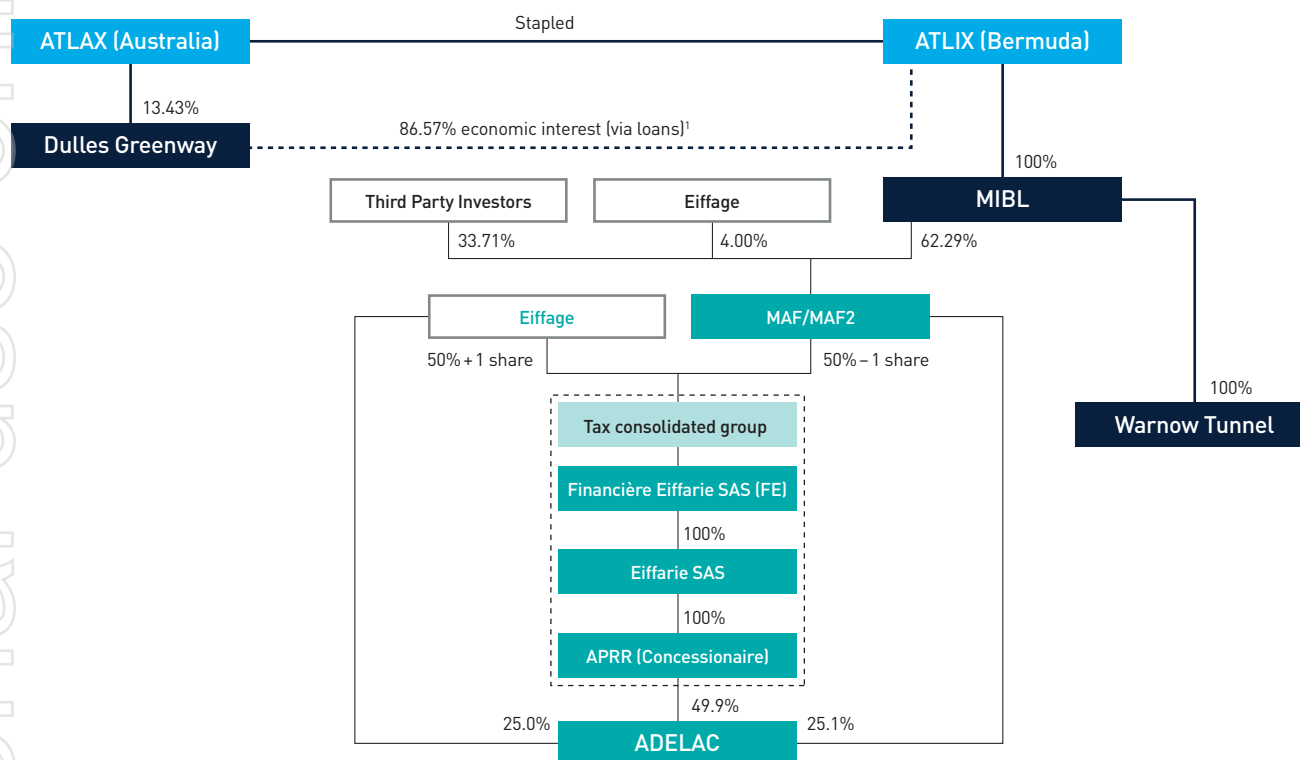 Stapled
ATLAX (Australia)
ATLIX (Bermuda)
13.43%
Dulles Greenway
86.57% economic interest (via loans)¹
100%
Third Party Investors
Eiffage
MIBL
33.71%
4.00%
62.29%
Eiffage
MAF/MAF2
50% + 1 share
50% – 1 share
100%
Tax consolidated group
Warnow Tunnel
Financière Eiffarie SAS (FE)
100%
Eiffarie SAS
100%
APRR (Concessionaire)
49.9%
25.0%
25.1%
ADELAC